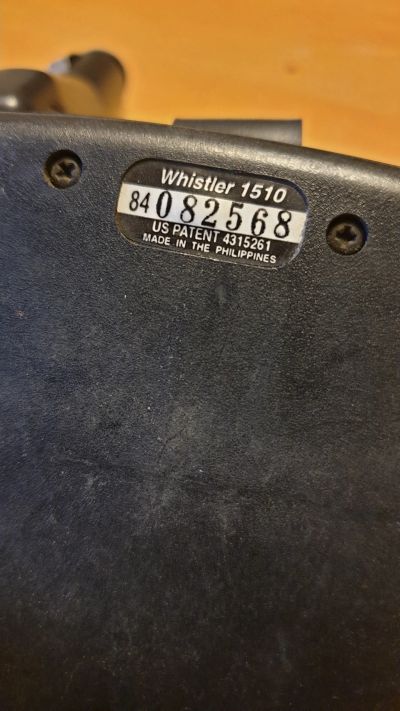 Whistler 1510
84082568
US PATENT 4315261
MADE IN THE PHILIPPINES